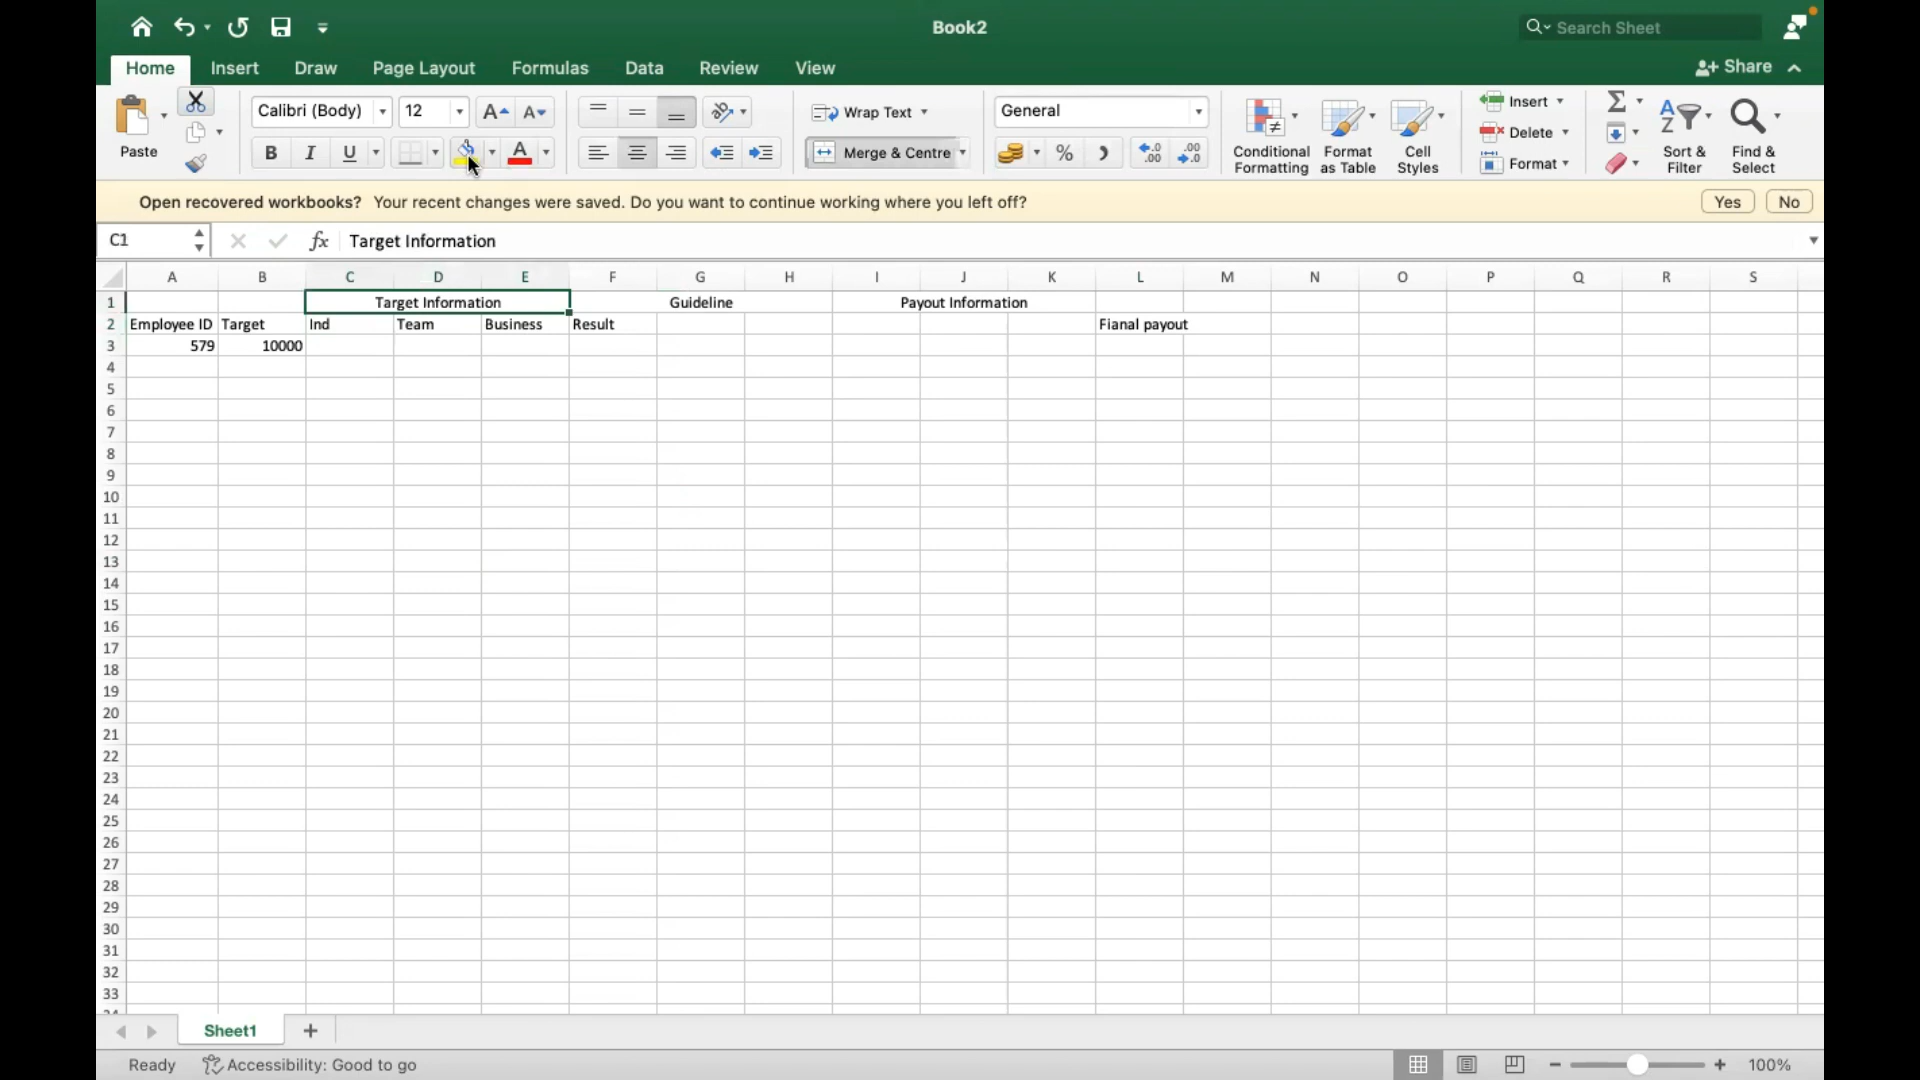 Book2
Search Sheet
Home Insert Draw Page Layout Formulas Data Review View
Share
Paste
Calibri (Body) 12
Wrap Text
Merge & Centre
General
Conditional Formatting
Format as Table
Cell Styles
Insert
Delete
Format
Sort & Filter
Find & Select
Open recovered workbooks? Your recent changes were saved. Do you want to continue working where you left off? Yes No
C1 fx Target Information
A B C D E F G H I J K L M N O P Q R S
1 Target Information Guideline Payout Information
2 Employee ID Target Ind Team Business Result Fianal payout
3 579 10000
4
5
6
7
8
9
10
11
12
13
14
15
16
17
18
19
20
21
22
23
24
25
26
27
28
29
30
31
32
33
Sheet1
Ready Accessibility: Good to go 100%